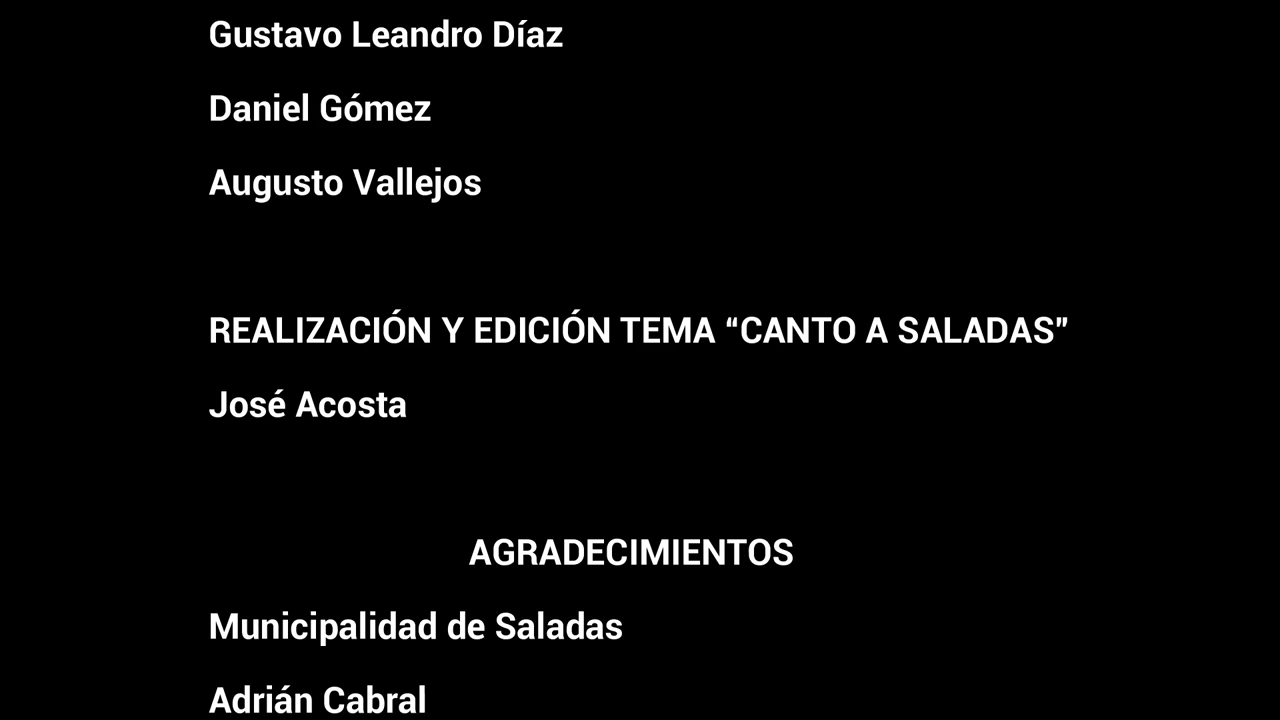 Gustavo Leandro Díaz
Daniel Gómez
Augusto Vallejos
REALIZACIÓN Y EDICIÓN TEMA “CANTO A SALADAS”
José Acosta
AGRADECIMIENTOS
Municipalidad de Saladas
Adrián Cabral